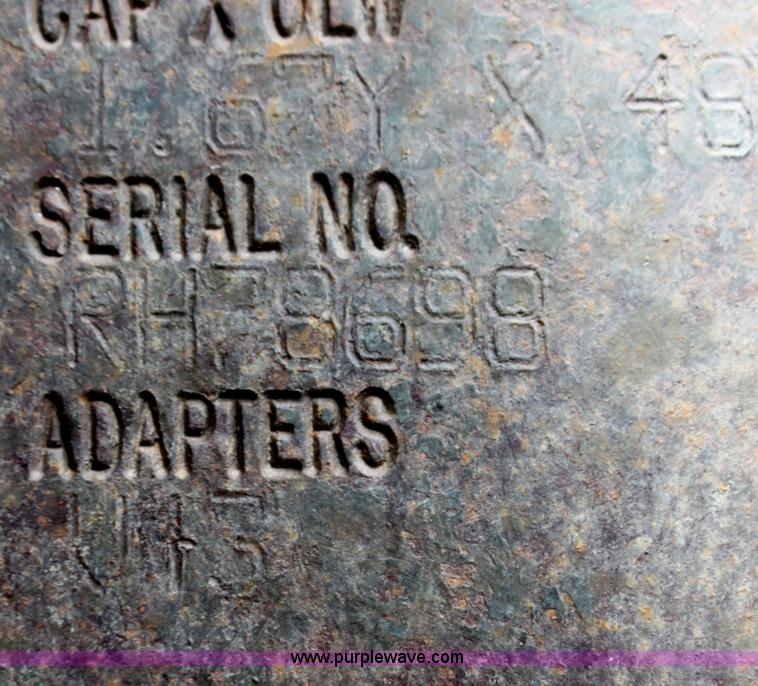 CAP X OLW
1.67Y X 48
SERIAL NO.
RH78698
ADAPTERS
www.purplewave.com